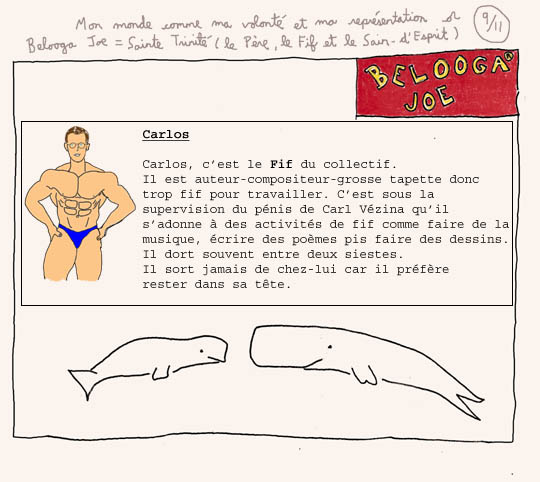 Mon monde comme ma volonté et ma représentation or
Belooga Joe = Sainte Trinité (le Père, le Fif et le Sain-d'Esprit)
9/11
BELOOGA
JOE
Carlos
Carlos, c'est le Fif du collectif.
Il est auteur-compositeur-grosse tapette donc
trop fif pour travailler. C'est sous la
supervision du pénis de Carl Vézina qu'il
s'adonne à des activités de fif comme faire de la
musique, écrire des poèmes pis faire des dessins.
Il dort souvent entre deux siestes.
Il sort jamais de chez-lui car il préfère
rester dans sa tête.